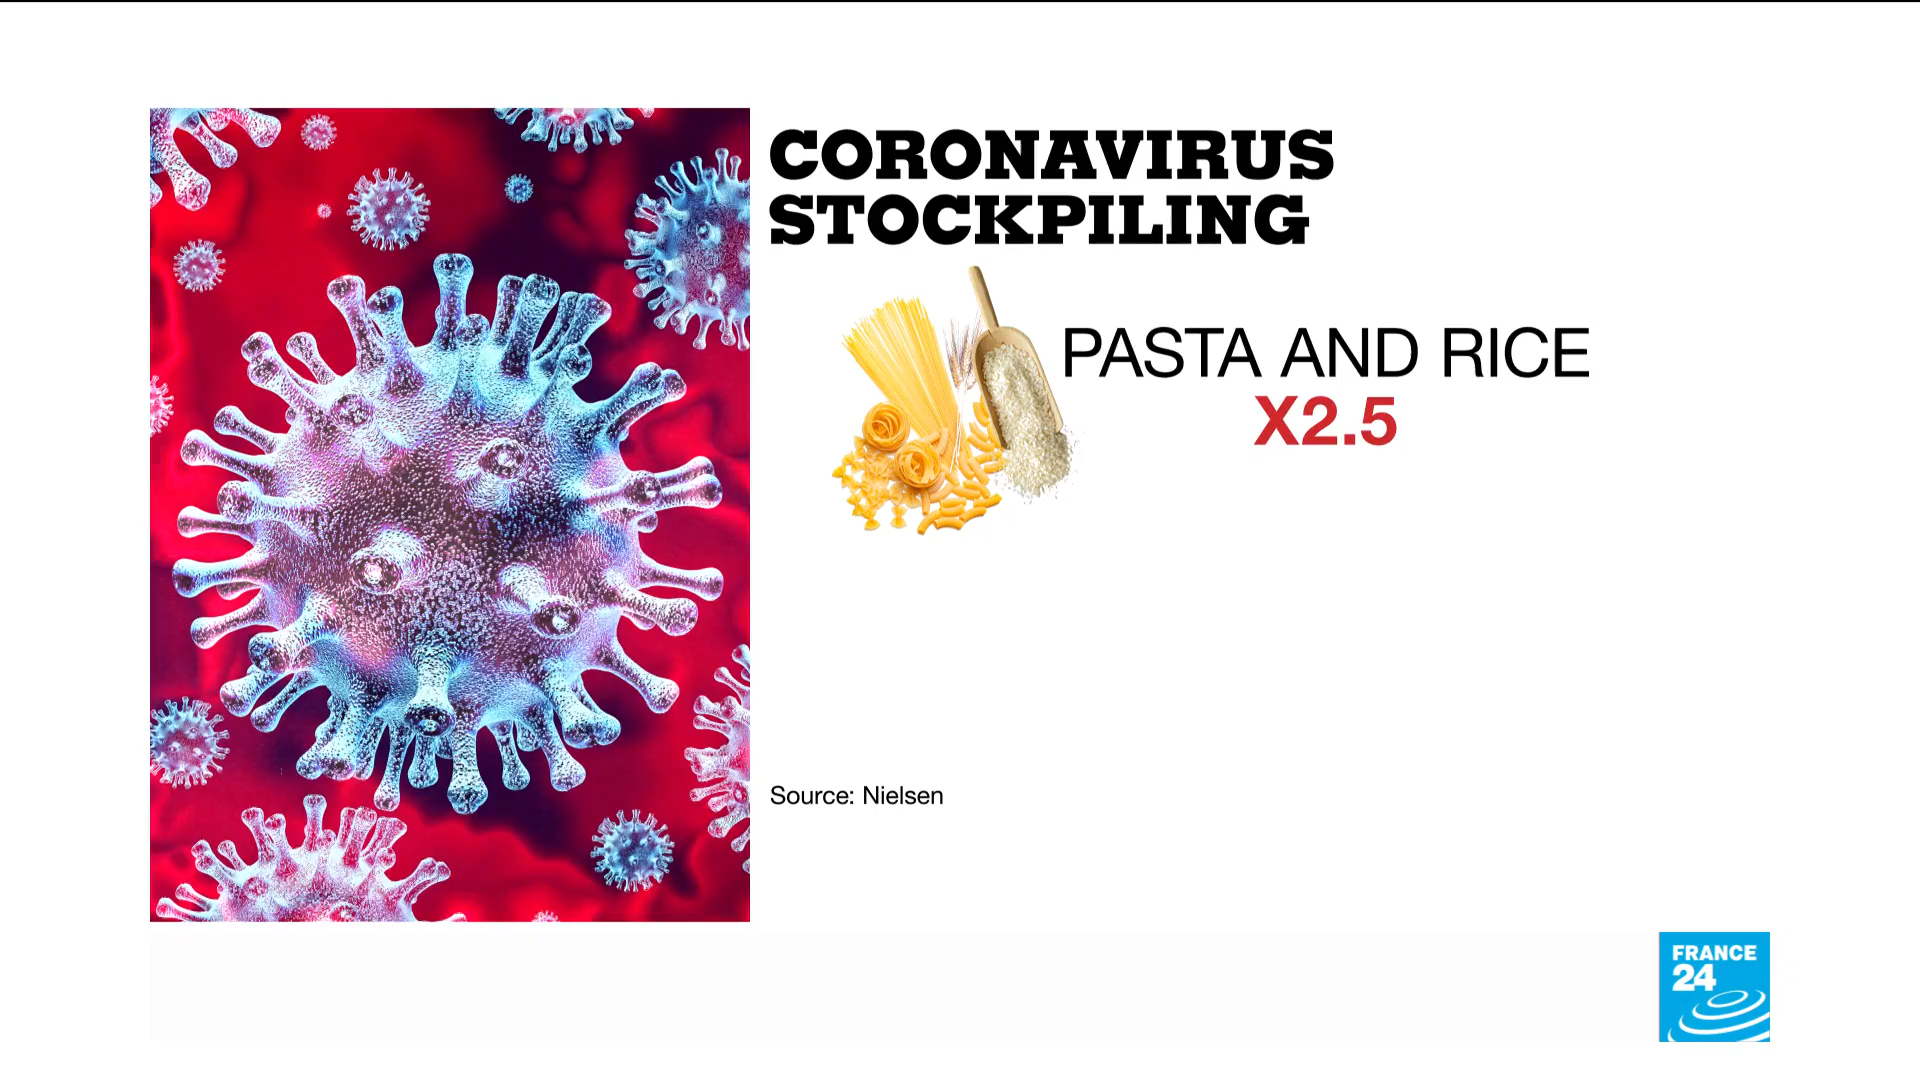 CORONAVIRUS
STOCKPILING
PASTA AND RICE
X2.5
Source: Nielsen
FRANCE
24